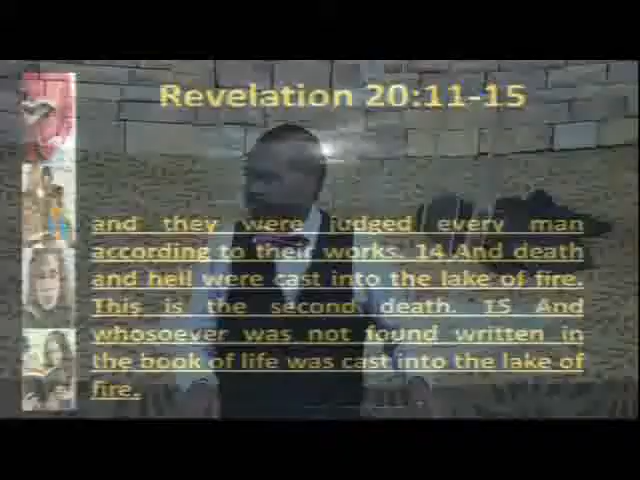 Revelation 20:11-15
and they were judged every man
according to their works. 14 And death
and hell were cast into the lake of fire.
This is the second death. 15 And
whosoever was not found written in
the book of life was cast into the lake of
fire.